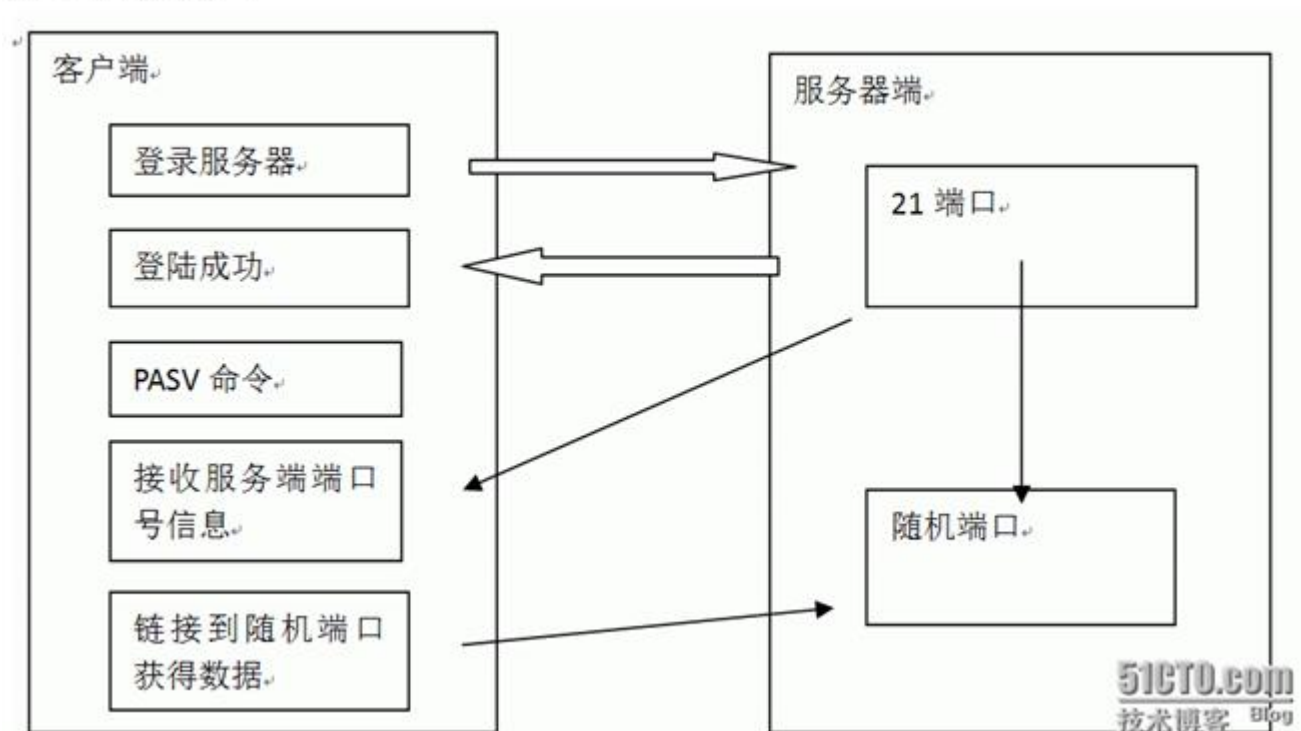 客户端
登录服务器
登陆成功
PASV 命令
接收服务端端口
号信息
链接到随机端口
获得数据
服务器端
21 端口
随机端口
51CTO.com
技术博客 Blog